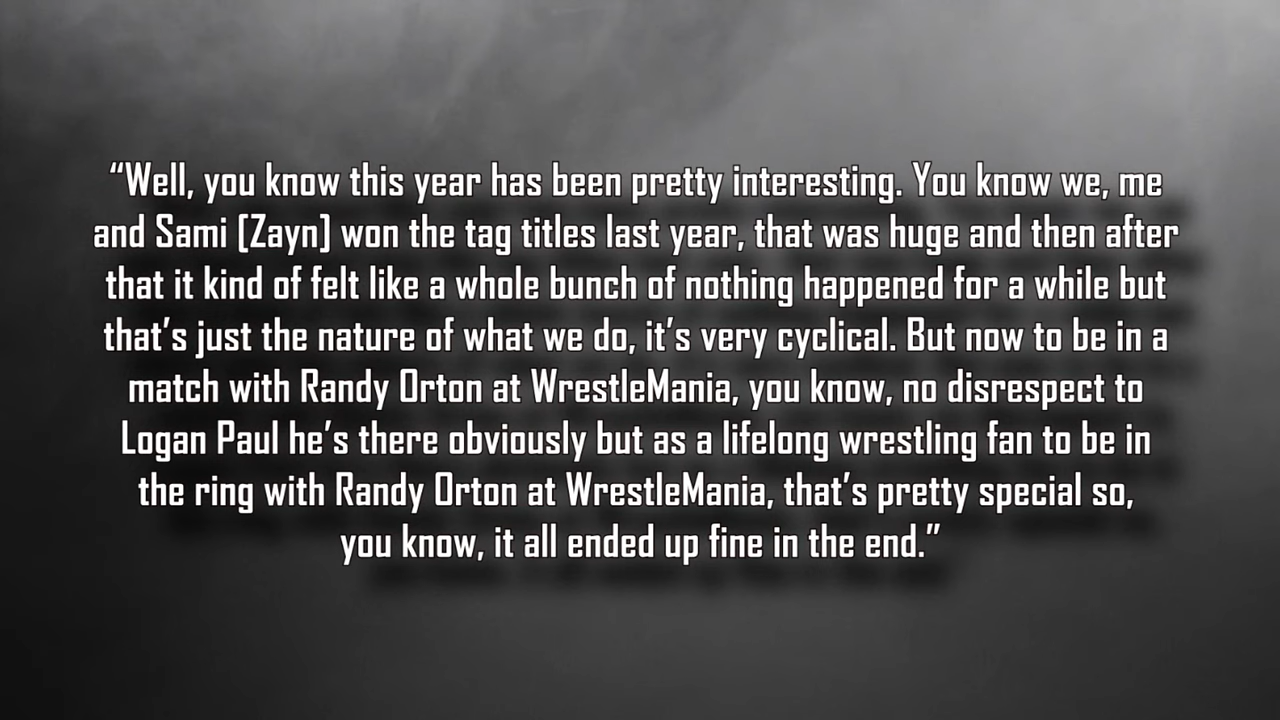 “Well, you know this year has been pretty interesting. You know we, me
and Sami [Zayn] won the tag titles last year, that was huge and then after
that it kind of felt like a whole bunch of nothing happened for a while but
that’s just the nature of what we do, it’s very cyclical. But now to be in a
match with Randy Orton at WrestleMania, you know, no disrespect to
Logan Paul he’s there obviously but as a lifelong wrestling fan to be in
the ring with Randy Orton at WrestleMania, that’s pretty special so,
you know, it all ended up fine in the end.”